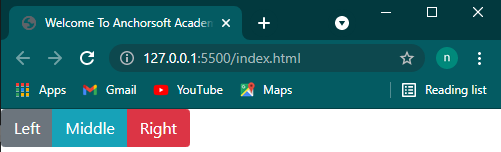 Welcome To Anchorsoft Academ
127.0.0.1:5500/index.html
n
Apps Gmail YouTube Maps Reading list
Left Middle Right